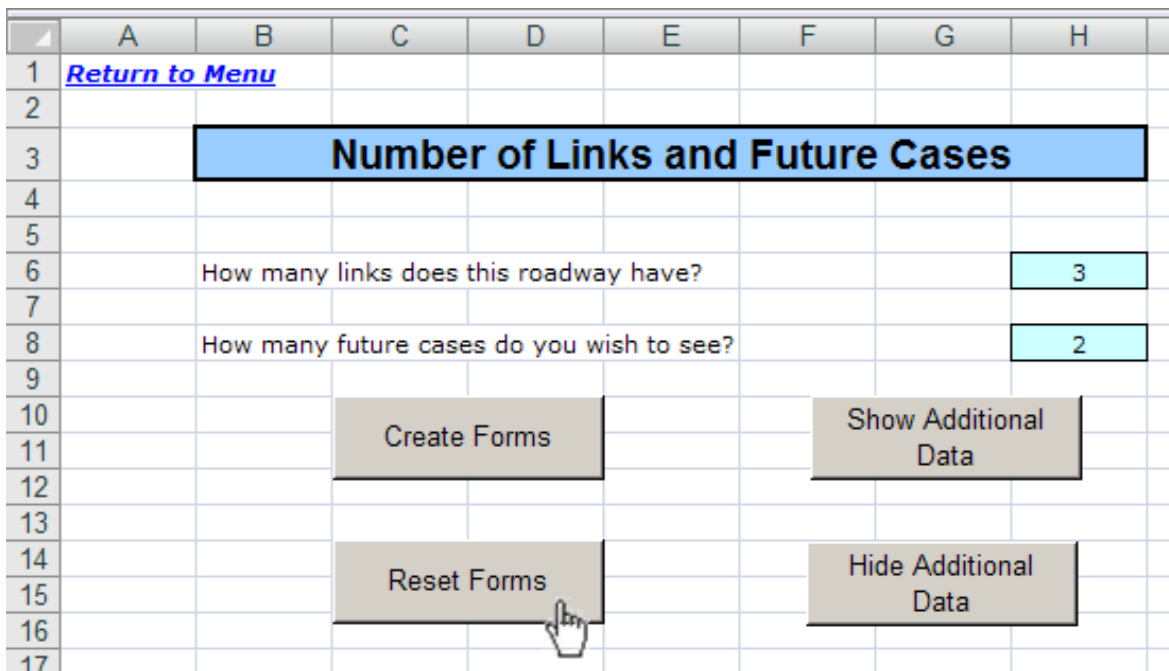 A B C D E F G H
1 Return to Menu
2
3 Number of Links and Future Cases
4
5
6 How many links does this roadway have? 3
7
8 How many future cases do you wish to see? 2
9
10 Show Additional
Create Forms
11 Data
12
13
14 Hide Additional
Reset Forms
15 Data
16
17